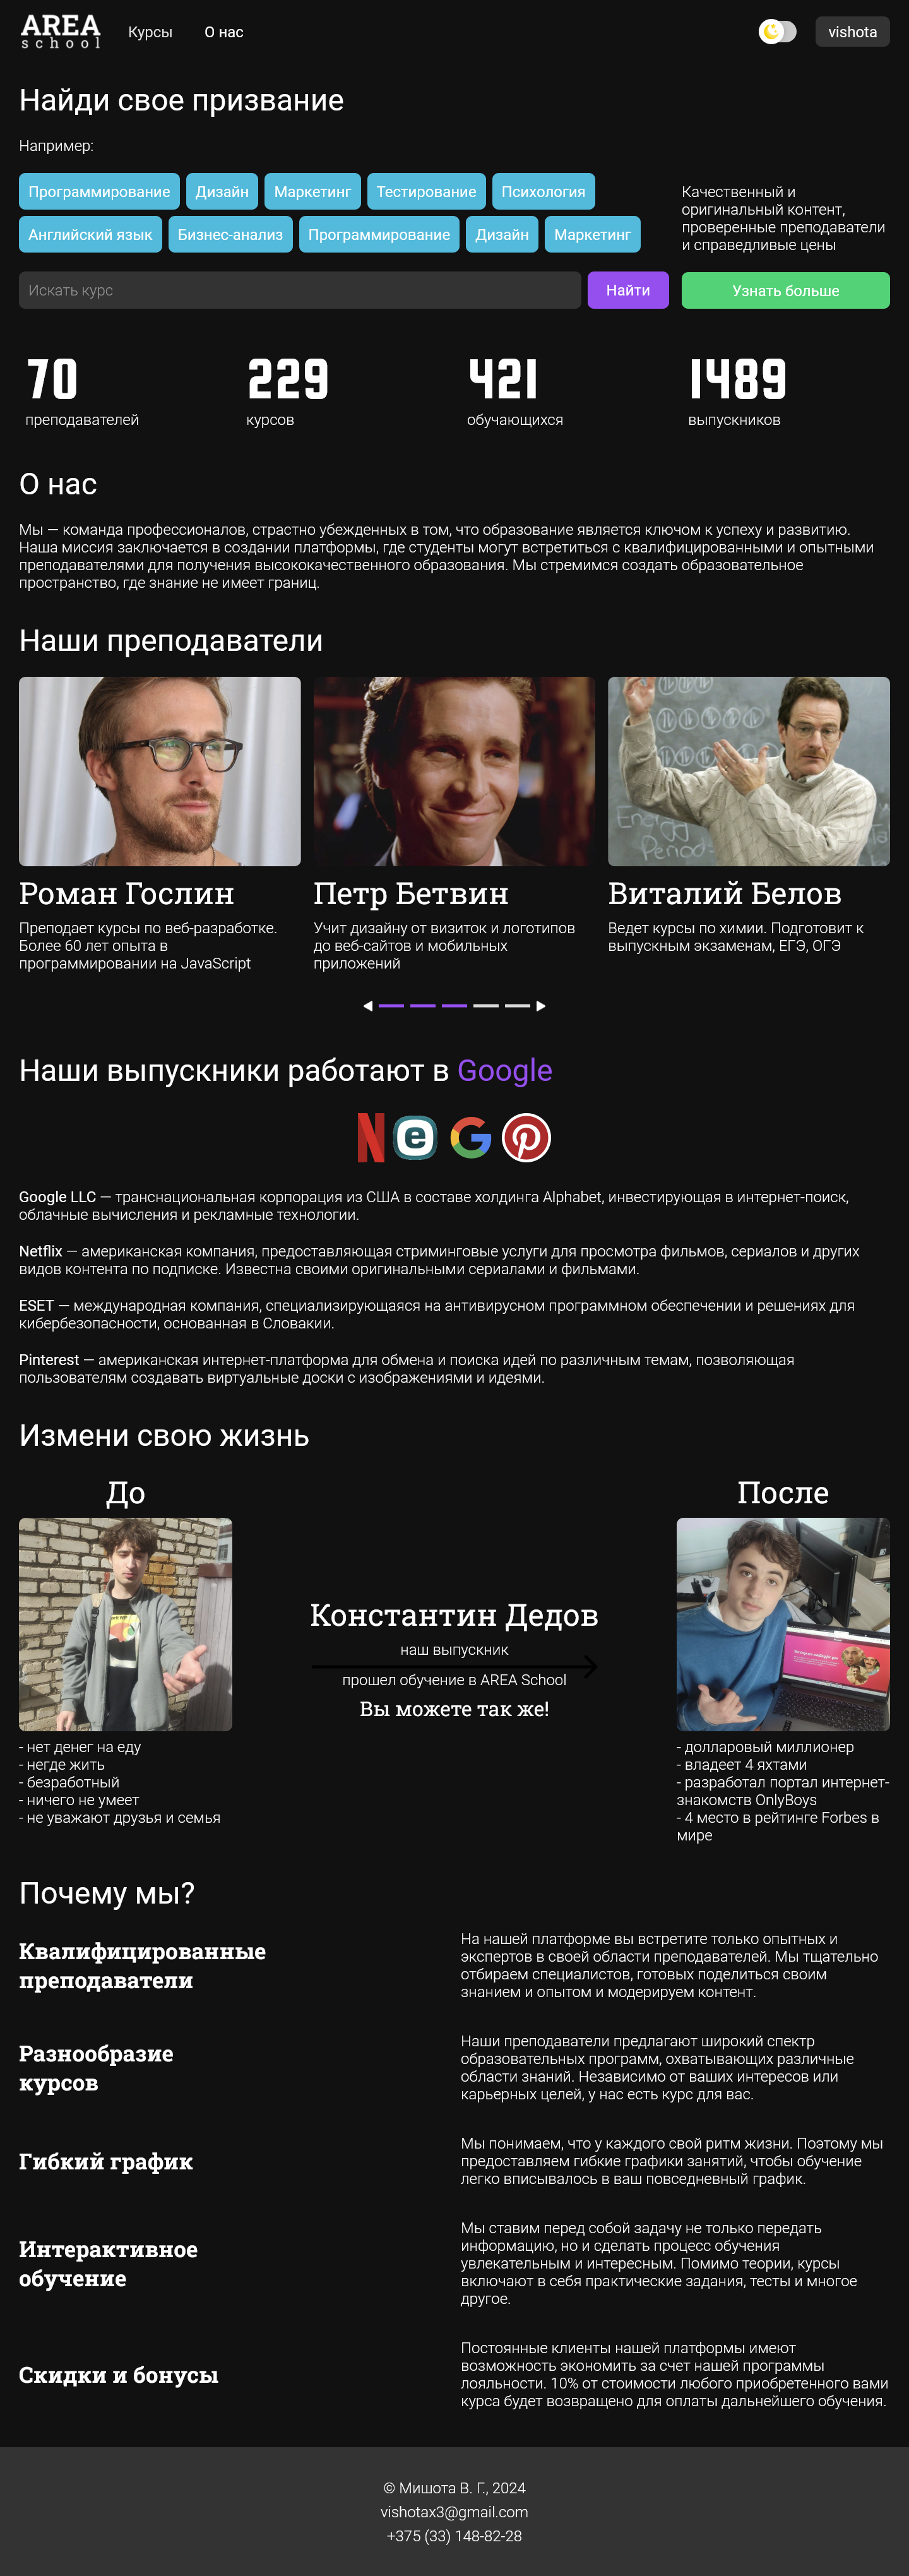 AREA
school
Курсы
О нас
vishota
Найди свое призвание
Например:
Программирование
Дизайн
Маркетинг
Тестирование
Психология
Английский язык
Бизнес-анализ
Программирование
Дизайн
Маркетинг
Качественный и
оригинальный контент,
проверенные преподаватели
и справедливые цены
Искать курс
Найти
Узнать больше
70
преподавателей
229
курсов
421
обучающихся
1489
выпускников
О нас
Мы — команда профессионалов, страстно убежденных в том, что образование является ключом к успеху и развитию.
Наша миссия заключается в создании платформы, где студенты могут встретиться с квалифицированными и опытными
преподавателями для получения высококачественного образования. Мы стремимся создать образовательное
пространство, где знание не имеет границ.
Наши преподаватели
Energy
Period
Роман Гослин
Преподает курсы по веб-разработке.
Более 60 лет опыта в
программировании на JavaScript
Петр Бетвин
Учит дизайну от визиток и логотипов
до веб-сайтов и мобильных
приложений
Виталий Белов
Ведет курсы по химии. Подготовит к
выпускным экзаменам, ЕГЭ, ОГЭ
Наши выпускники работают в Google
Google LLC — транснациональная корпорация из США в составе холдинга Alphabet, инвестирующая в интернет-поиск,
облачные вычисления и рекламные технологии.
Netflix — американская компания, предоставляющая стриминговые услуги для просмотра фильмов, сериалов и других
видов контента по подписке. Известна своими оригинальными сериалами и фильмами.
ESET — международная компания, специализирующаяся на антивирусном программном обеспечении и решениях для
кибербезопасности, основанная в Словакии.
Pinterest — американская интернет-платформа для обмена и поиска идей по различным темам, позволяющая
пользователям создавать виртуальные доски с изображениями и идеями.
Измени свою жизнь
До
После
Константин Дедов
наш выпускник
прошел обучение в AREA School
Вы можете так же!
- нет денег на еду
- негде жить
- безработный
- ничего не умеет
- не уважают друзья и семья
- долларовый миллионер
- владеет 4 яхтами
- разработал портал интернет-
знакомств OnlyBoys
- 4 место в рейтинге Forbes в
мире
Почему мы?
Квалифицированные
преподаватели
На нашей платформе вы встретите только опытных и
экспертов в своей области преподавателей. Мы тщательно
отбираем специалистов, готовых поделиться своим
знанием и опытом и модерируем контент.
Разнообразие
курсов
Наши преподаватели предлагают широкий спектр
образовательных программ, охватывающих различные
области знаний. Независимо от ваших интересов или
карьерных целей, у нас есть курс для вас.
Гибкий график
Мы понимаем, что у каждого свой ритм жизни. Поэтому мы
предоставляем гибкие графики занятий, чтобы обучение
легко вписывалось в ваш повседневный график.
Интерактивное
обучение
Мы ставим перед собой задачу не только передать
информацию, но и сделать процесс обучения
увлекательным и интересным. Помимо теории, курсы
включают в себя практические задания, тесты и многое
другое.
Скидки и бонусы
Постоянные клиенты нашей платформы имеют
возможность экономить за счет нашей программы
лояльности. 10% от стоимости любого приобретенного вами
курса будет возвращено для оплаты дальнейшего обучения.
© Мишота В. Г., 2024
vishotax3@gmail.com
+375 (33) 148-82-28